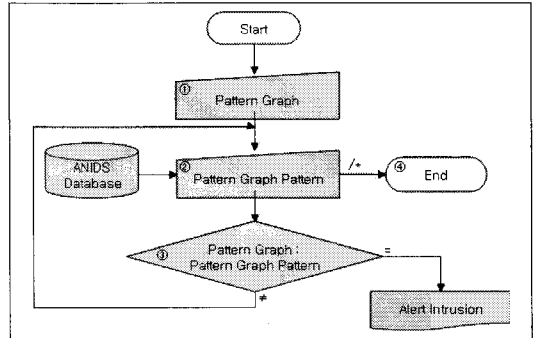 Start
①
Pattern Graph
ANIDS
Database
②
Pattern Graph Pattern
/*
④
End
③
Pattern Graph :
Pattern Graph Pattern
=
≠
Alert Intrusion